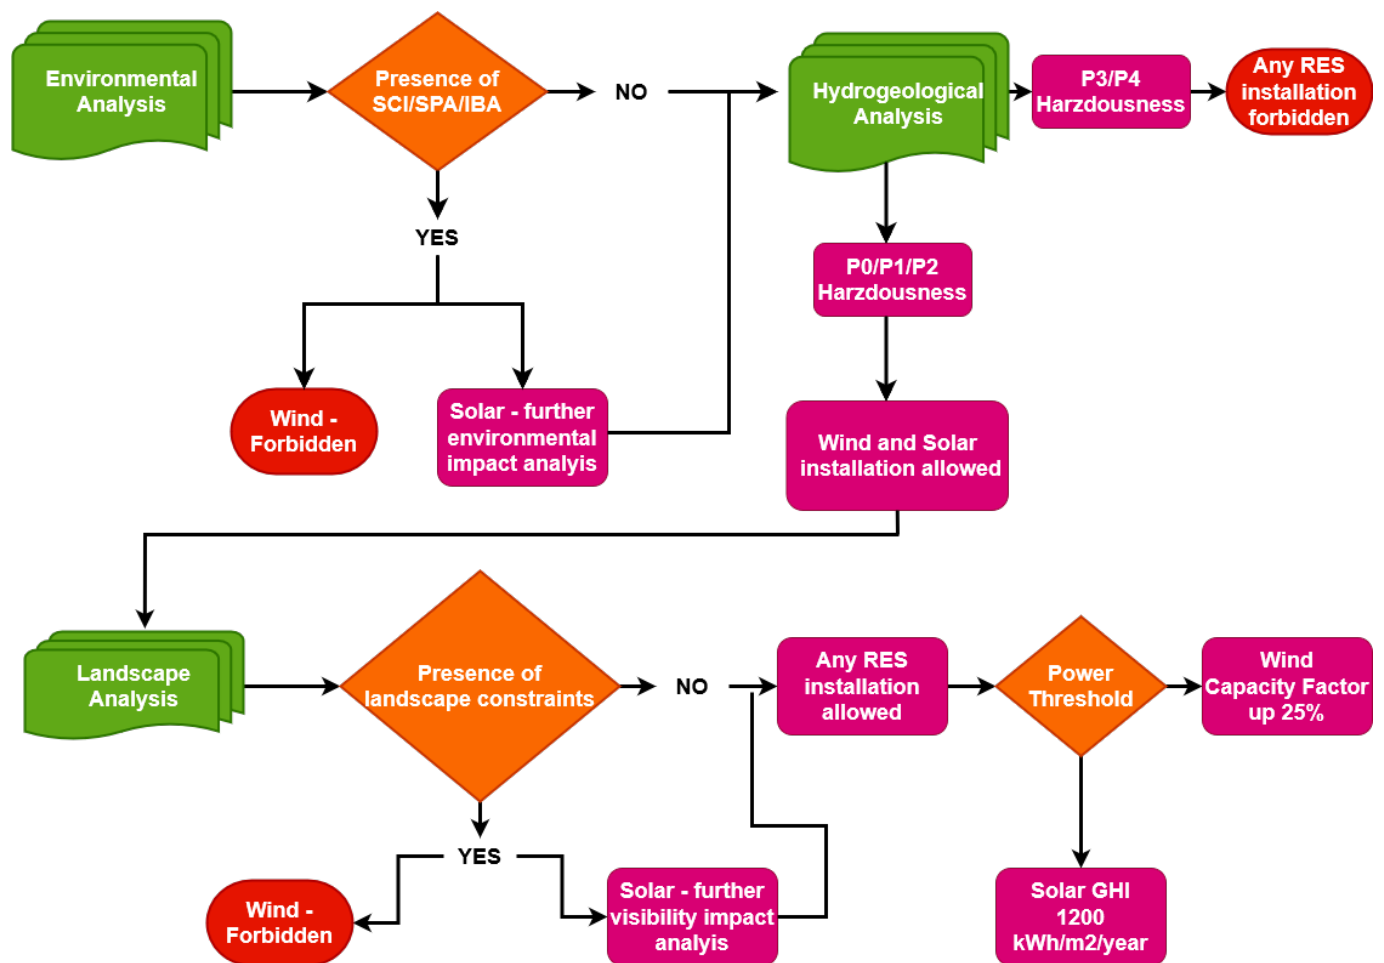 Environmental
Analysis
Presence of
SCI/SPA/IBA
NO
Hydrogeological
Analysis
P3/P4
Harzdousness
Any RES
installation
forbidden
YES
P0/P1/P2
Harzdousness
Wind -
Forbidden
Solar - further
environmental
impact analyis
Wind and Solar
installation allowed
Landscape
Analysis
Presence of
landscape constraints
NO
Any RES
installation
allowed
Power
Threshold
Wind
Capacity Factor
up 25%
YES
Wind -
Forbidden
Solar - further
visibility impact
analyis
Solar GHI
1200
kWh/m2/year